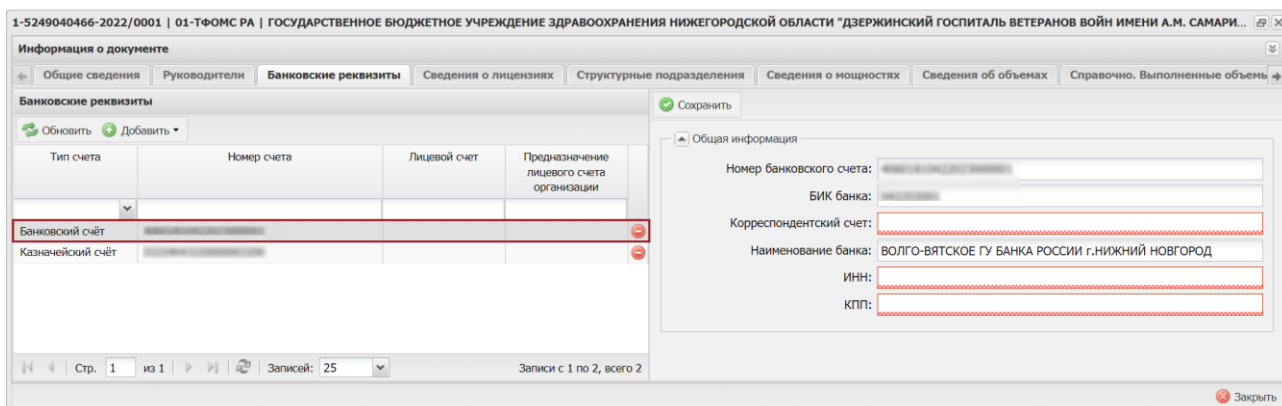 1-5249040466-2022/0001 | 01-ТФОМС РА | ГОСУДАРСТВЕННОЕ БЮДЖЕТНОЕ УЧРЕЖДЕНИЕ ЗДРАВООХРАНЕНИЯ НИЖЕГОРОДСКОЙ ОБЛАСТИ "ДЗЕРЖИНСКИЙ ГОСПИТАЛЬ ВЕТЕРАНОВ ВОЙН ИМЕНИ А.М. САМАРИ...
Информация о документе
Общие сведения Руководители Банковские реквизиты Сведения о лицензиях Структурные подразделения Сведения о мощностях Сведения об объемах Справочно. Выполненные объемы
Банковские реквизиты
Обновить Добавить
Тип счета Номер счета Лицевой счет Предназначение лицевого счета организации
Банковский счёт
Казначейский счёт
Стр. 1 из 1 Записей: 25 Записи с 1 по 2, всего 2
Сохранить
Общая информация
Номер банковского счета:
БИК банка:
Корреспондентский счет:
Наименование банка: ВОЛГО-ВЯТСКОЕ ГУ БАНКА РОССИИ г.НИЖНИЙ НОВГОРОД
ИНН:
КПП:
Закрыть